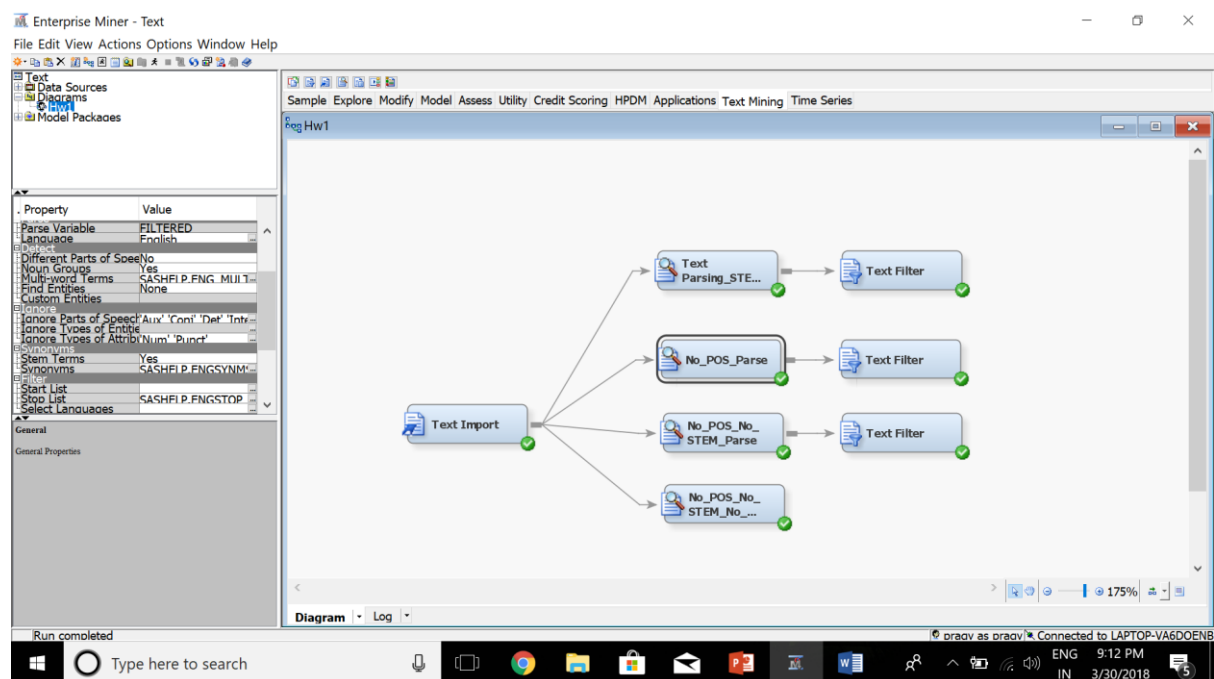 Enterprise Miner - Text
File Edit View Actions Options Window Help
Text
Data Sources
Diagrams
Hw1
Model Packages
Sample Explore Modify Model Assess Utility Credit Scoring HPDM Applications Text Mining Time Series
Hw1
. Property Value
Parse Variable FILTERED
Language English
Detect
Different Parts of Spee No
Noun Groups Yes
Multi-word Terms SASHELP.ENG_MULT
Find Entities None
Custom Entities
Ignore
Ignore Parts of Speech 'Aux' 'Conj' 'Det' 'Inte
Ignore Types of Entitie
Ignore Types of Attribu 'Num' 'Punct'
Synonyms
Stem Terms Yes
Synonyms SASHELP.ENGSYNM
Filter
Start List
Stop List SASHELP.ENGSTOP
Select Languages
General
General Properties
Text
Parsing_STE...
Text Filter
No_POS_Parse
Text Filter
Text Import
No_POS_No_
STEM_Parse
Text Filter
No_POS_No_
STEM_No_...
175%
Diagram Log
Run completed
pragv as pragv Connected to LAPTOP-VA6DOENB
Type here to search
ENG
IN
9:12 PM
3/30/2018
5